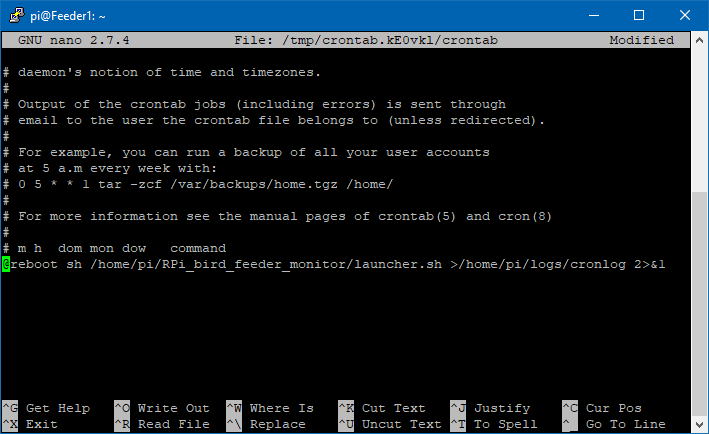 pi@Feeder1: ~
GNU nano 2.7.4 File: /tmp/crontab.kE0vkl/crontab Modified
# daemon's notion of time and timezones.
#
# Output of the crontab jobs (including errors) is sent through
# email to the user the crontab file belongs to (unless redirected).
#
# For example, you can run a backup of all your user accounts
# at 5 a.m every week with:
# 0 5 * * 1 tar -zcf /var/backups/home.tgz /home/
#
# For more information see the manual pages of crontab(5) and cron(8)
#
# m h  dom mon dow   command
@reboot sh /home/pi/RPi_bird_feeder_monitor/launcher.sh >/home/pi/logs/cronlog 2>&1
^G Get Help ^O Write Out ^W Where Is ^K Cut Text ^J Justify ^C Cur Pos
^X Exit ^R Read File ^\ Replace ^U Uncut Text ^T To Spell ^_ Go To Line